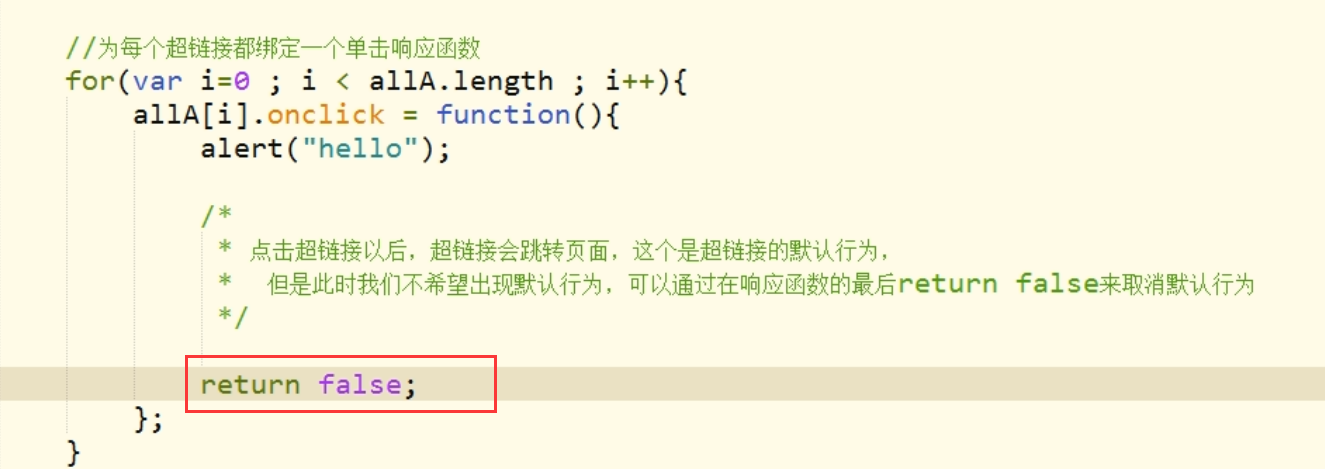 //为每个超链接都绑定一个单击响应函数
for(var i=0 ; i < allA.length ; i++){
allA[i].onclick = function(){
alert("hello");
/*
* 点击超链接以后，超链接会跳转页面，这个是超链接的默认行为，
* 但是此时我们不希望出现默认行为，可以通过在响应函数的最后return false来取消默认行为
*/
return false;
};
}